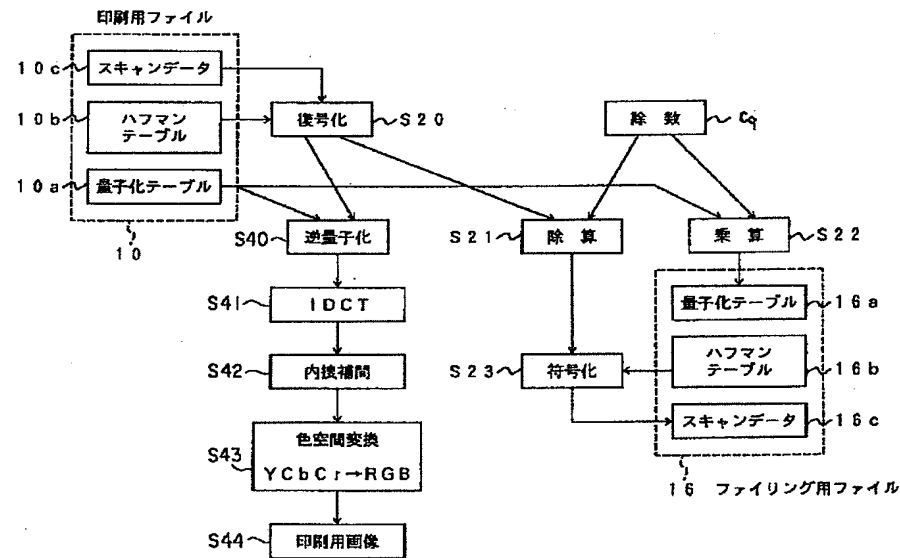 印刷用ファイル
10c スキャンデータ
10b ハフマン
テーブル
復号化 S20
除数 Cq
10a 量子化テーブル
10
S40 逆量子化
S21 除算
乗算 S22
S41 IDCT
量子化テーブル 16a
S42 内挿補間
S23 符号化
ハフマン
テーブル 16b
スキャンデータ 16c
S43 色空間変換
YCbCr→RGB
16 ファイリング用ファイル
S44 印刷用画像